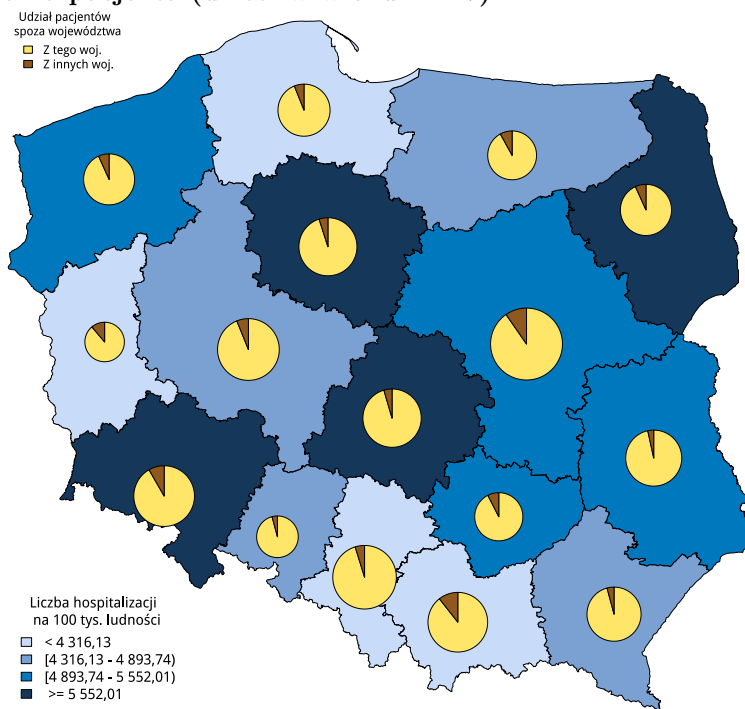 Udział pacjentów
spoza województwa
Z tego woj.
Z innych woj.
Liczba hospitalizacji
na 100 tys. ludności
< 4 316,13
[4 316,13 - 4 893,74)
[4 893,74 - 5 552,01)
>= 5 552,01